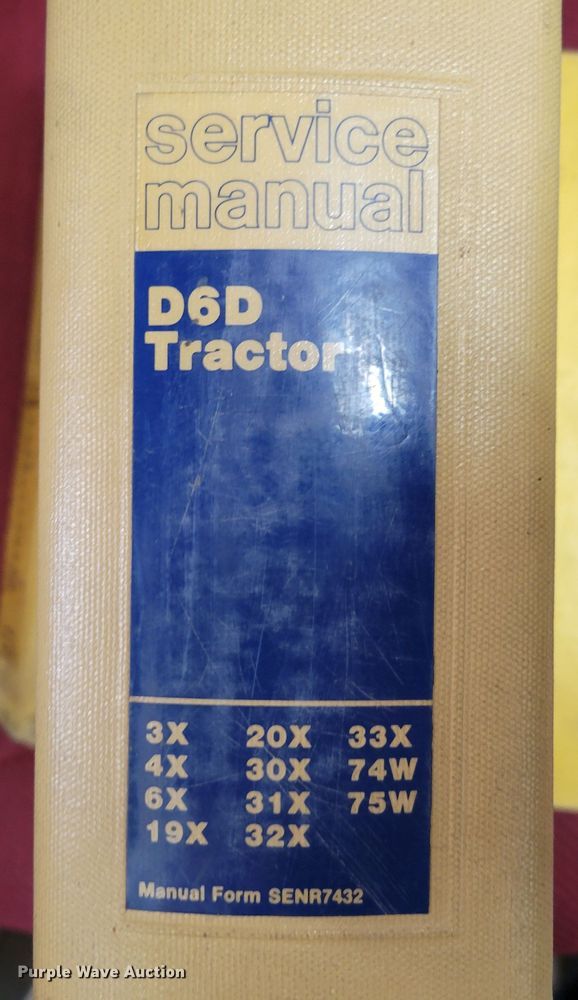 service
manual
D6D
Tractor
3X 20X 33X
4X 30X 74W
6X 31X 75W
19X 32X
Manual Form SENR7432
Purple Wave Auction